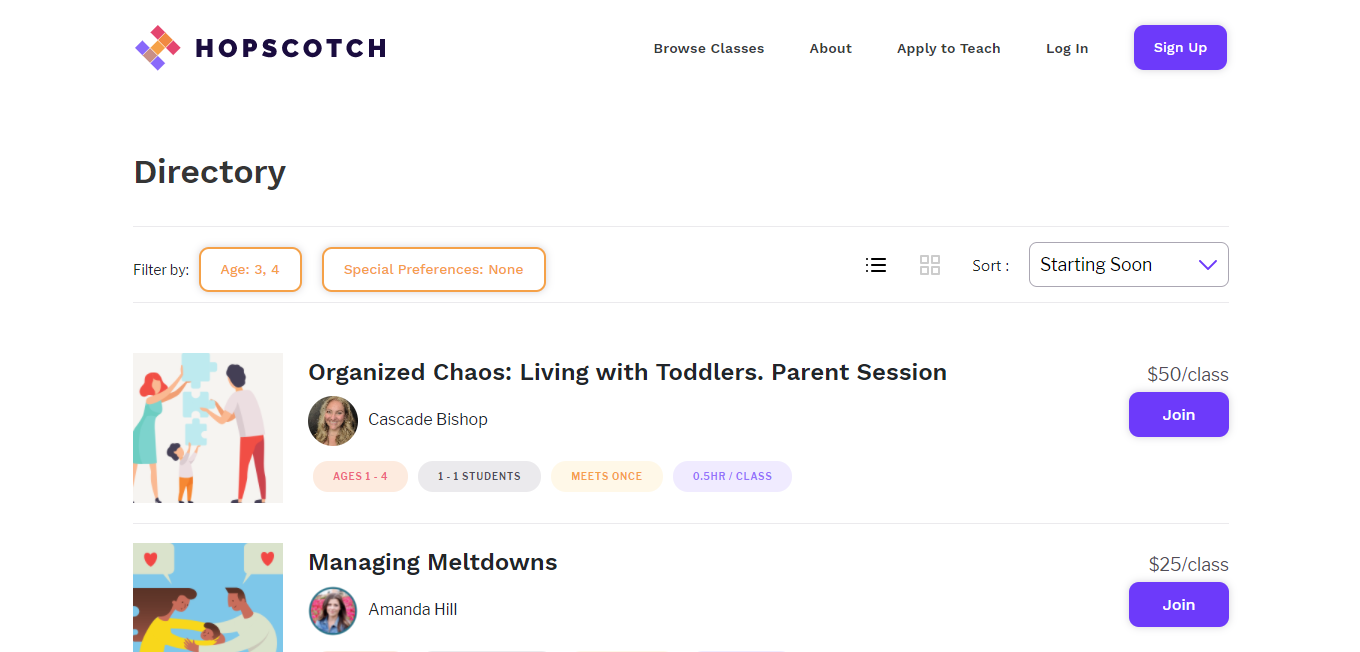 HOPSCOTCH
Browse Classes
About
Apply to Teach
Log In
Sign Up
Directory
Filter by:
Age: 3, 4
Special Preferences: None
Sort :
Starting Soon
Organized Chaos: Living with Toddlers. Parent Session
$50/class
Cascade Bishop
Join
AGES 1 - 4
1 - 1 STUDENTS
MEETS ONCE
0.5HR / CLASS
Managing Meltdowns
$25/class
Amanda Hill
Join